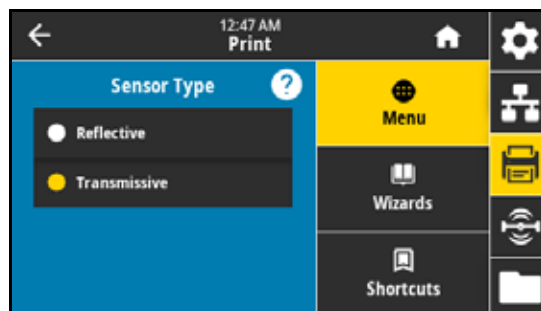 12:47 AM
Print
Sensor Type
?
Reflective
Transmissive
Menu
Wizards
Shortcuts